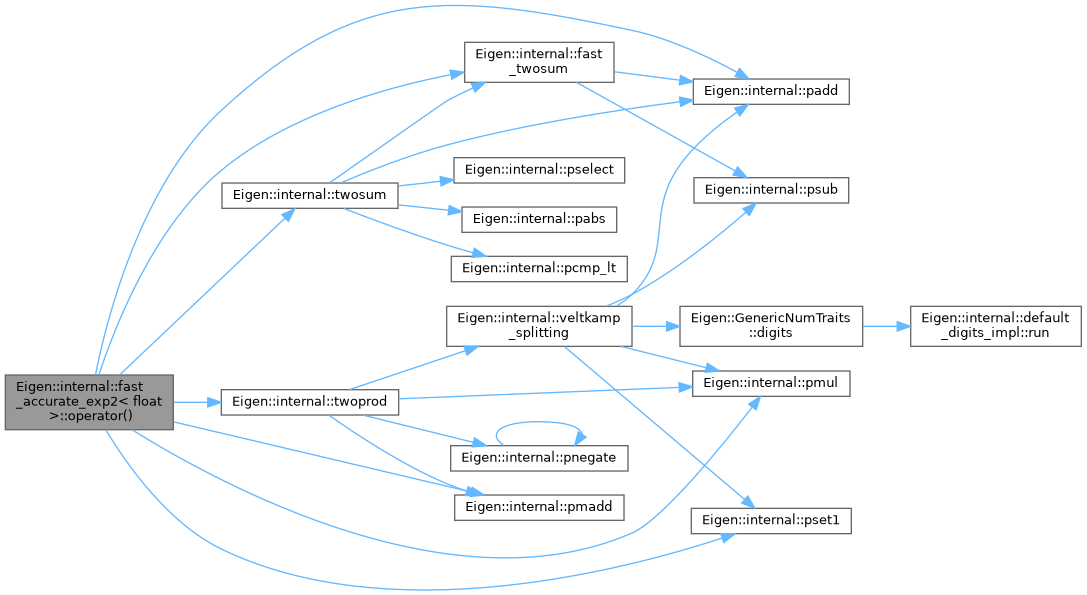 Eigen::internal::fast
_accurate_exp2< float
>::operator()
Eigen::internal::twosum
Eigen::internal::fast
_twosum
Eigen::internal::padd
Eigen::internal::psub
Eigen::internal::pselect
Eigen::internal::pabs
Eigen::internal::pcmp_lt
Eigen::internal::twoprod
Eigen::internal::veltkamp
_splitting
Eigen::GenericNumTraits
::digits
Eigen::internal::default
_digits_impl::run
Eigen::internal::pmul
Eigen::internal::pset1
Eigen::internal::pnegate
Eigen::internal::pmadd